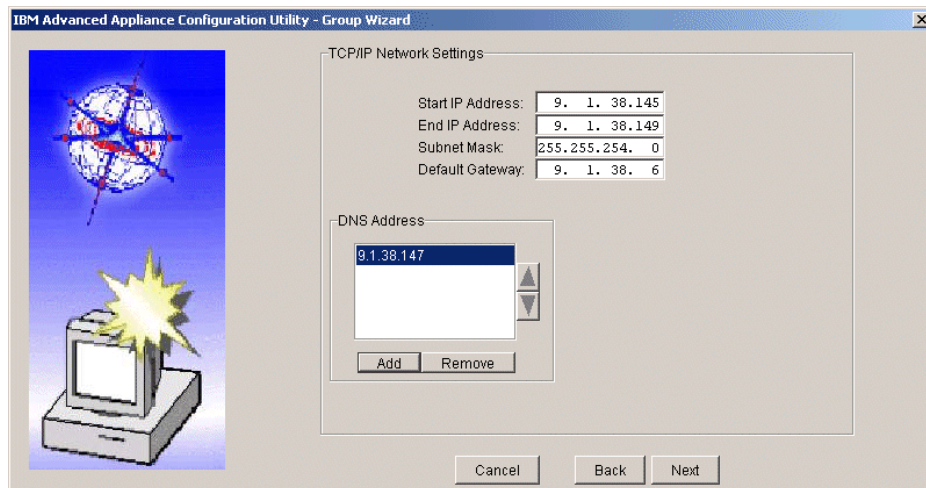 IBM Advanced Appliance Configuration Utility - Group Wizard
TCP/IP Network Settings
Start IP Address: 9. 1. 38.145
End IP Address: 9. 1. 38.149
Subnet Mask: 255.255.254. 0
Default Gateway: 9. 1. 38. 6
DNS Address
9.1.38.147
Add Remove
Cancel Back Next